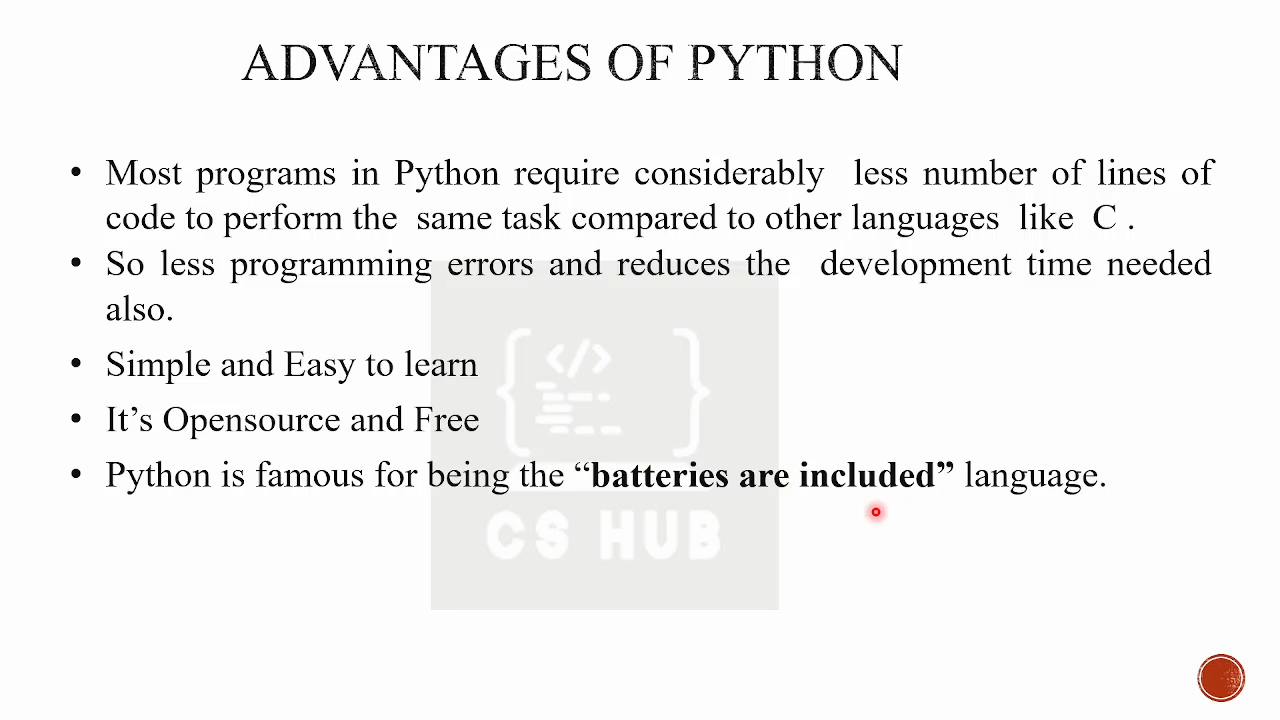 ADVANTAGES OF PYTHON
• Most programs in Python require considerably less number of lines of
code to perform the same task compared to other languages like C .
• So less programming errors and reduces the development time needed
also.
• Simple and Easy to learn
• It’s Opensource and Free
• Python is famous for being the “batteries are included” language.
</>
CS HUB